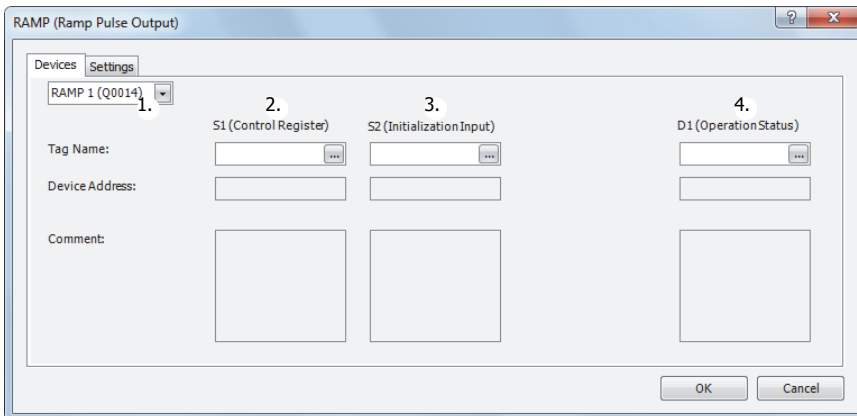 RAMP (Ramp Pulse Output)
?
Devices Settings
RAMP 1 (Q0014) 1.
2. 3. 4.
S1 (Control Register) S2 (Initialization Input) D1 (Operation Status)
Tag Name: ... ... ...
Device Address:
Comment:
OK Cancel